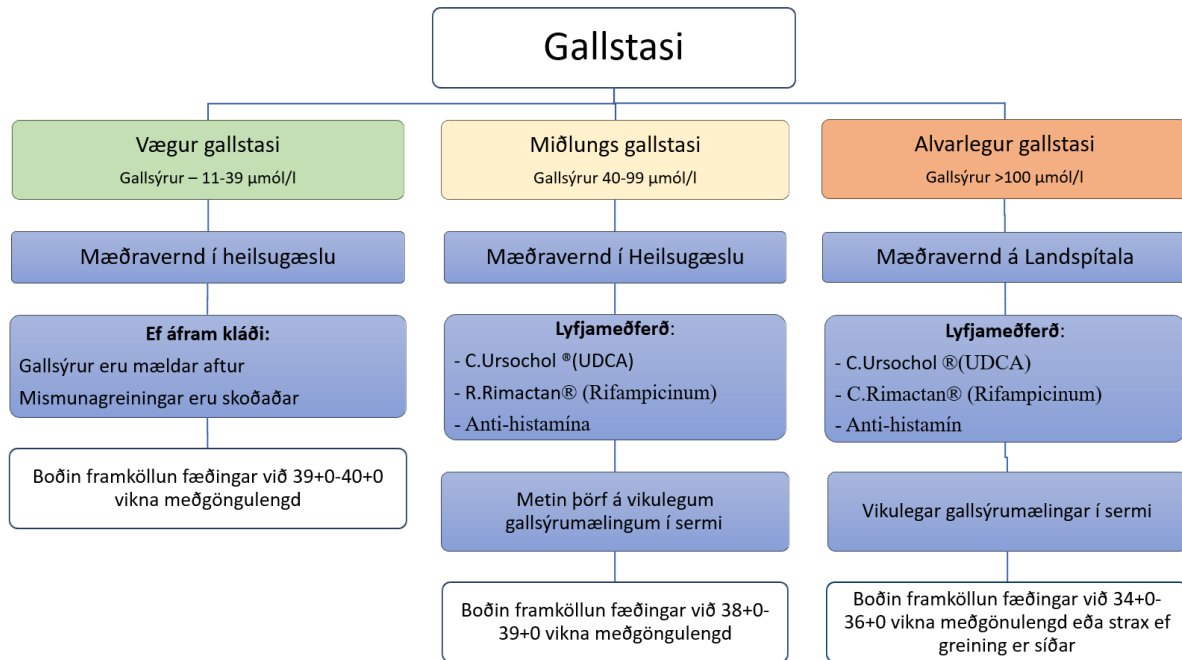 Gallstasi
Vægur gallstasi
Gallsýrur – 11-39 µmól/l
Mæðravernd í heilsugæslu
Ef áfram kláði:
Gallsýrur eru mældar aftur
Mismunagreiningar eru skoðaðar
Boðin framköllun fæðingar við 39+0-40+0
vikna meðgöngulengd
Miðlungs gallstasi
Gallsýrur 40-99 µmól/l
Mæðravernd í Heilsugæslu
Lyfjameðferð:
- C.Ursochol ®(UDCA)
- R.Rimactan® (Rifampicinum)
- Anti-histamína
Metin þörf á vikulegum
gallsýrumælingum í sermi
Boðin framköllun fæðingar við 38+0-
39+0 vikna meðgöngulengd
Alvarlegur gallstasi
Gallsýrur >100 µmól/l
Mæðravernd á Landspítala
Lyfjameðferð:
- C.Ursochol ®(UDCA)
- C.Rimactan® (Rifampicinum)
- Anti-histamín
Vikulegar gallsýrumælingar í sermi
Boðin framköllun fæðingar við 34+0-
36+0 vikna meðgönulengd eða strax ef
greining er síðar